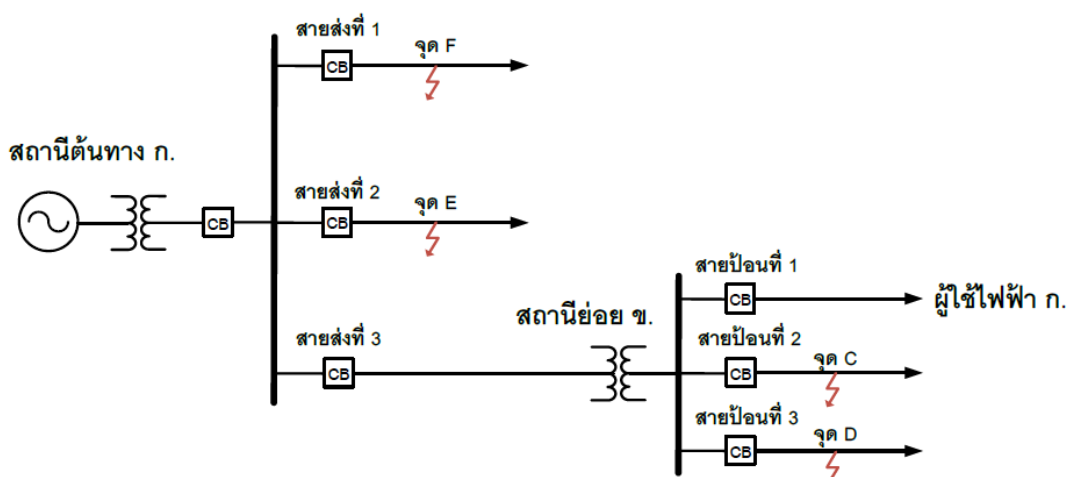 สายส่งที่ 1
จุด F
CB
สถานีต้นทาง ก.
สายส่งที่ 2
จุด E
CB
CB
สายป้อนที่ 1
CB
ผู้ใช้ไฟฟ้า ก.
สถานีย่อย ข.
สายส่งที่ 3
CB
สายป้อนที่ 2
จุด C
CB
สายป้อนที่ 3
จุด D
CB